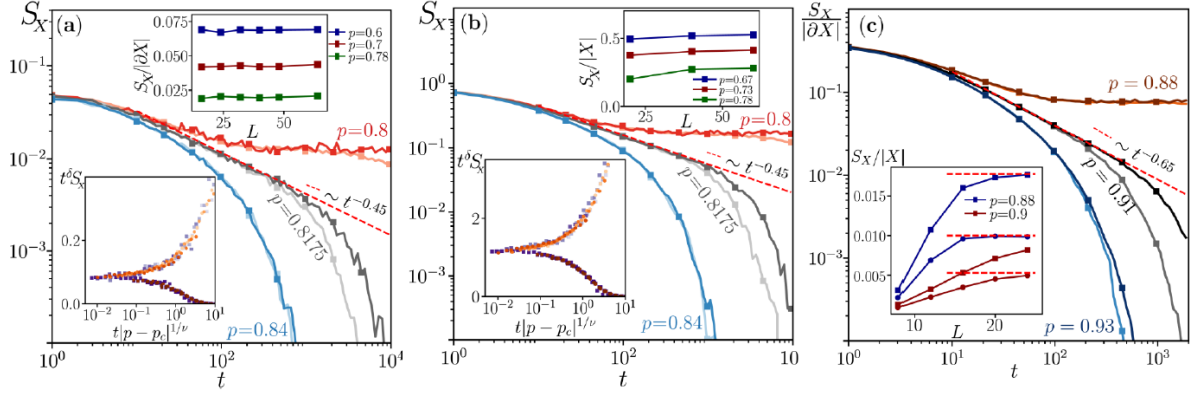 S_X
(a)
10^{-1}
10^{-2}
10^{-3}
S_X/|∂X|
0.075
0.050
0.025
25
50
L
p=0.6
p=0.7
p=0.78
p=0.8
~ t^{-0.45}
p=0.8175
p=0.84
t^δ S_X
0.2
0.0
10^{-2} 10^{-1} 10^0 10^1
t|p − p_c|^{1/ν}
10^0
10^2
10^4
t
S_X
(b)
10^1
10^0
10^{-1}
10^{-2}
10^{-3}
S_X/|X|
0.5
0.0
20
40
L
p=0.67
p=0.73
p=0.78
p=0.8
~ t^{-0.45}
p=0.8175
p=0.84
t^δ S_X
2
0
10^{-2} 10^{-1} 10^0 10^1
t|p − p_c|^{1/ν}
10^0
10^2
10
t
S_X
|∂X|
(c)
10^0
10^{-1}
10^{-2}
10^{-3}
p = 0.88
~ t^{-0.65}
p = 0.91
p = 0.93
S_X/|X|
0.015
0.010
0.005
p=0.88
p=0.9
10
20
L
10^0
10^1
10^2
10^3
t